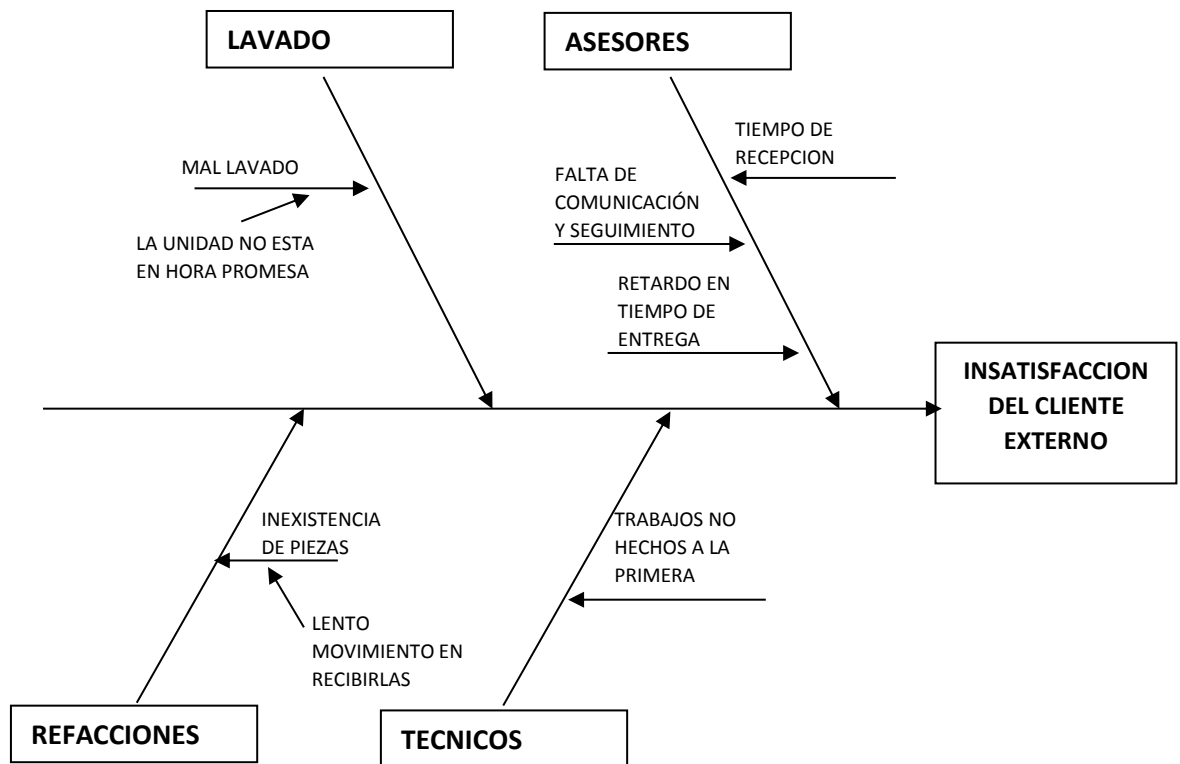 LAVADO
ASESORES
TIEMPO DE
RECEPCION
MAL LAVADO
FALTA DE
COMUNICACIÓN
Y SEGUIMIENTO
LA UNIDAD NO ESTA
EN HORA PROMESA
RETARDO EN
TIEMPO DE
ENTREGA
INSATISFACCION
DEL CLIENTE
EXTERNO
INEXISTENCIA
DE PIEZAS
TRABAJOS NO
HECHOS A LA
PRIMERA
LENTO
MOVIMIENTO EN
RECIBIRLAS
REFACCIONES
TECNICOS